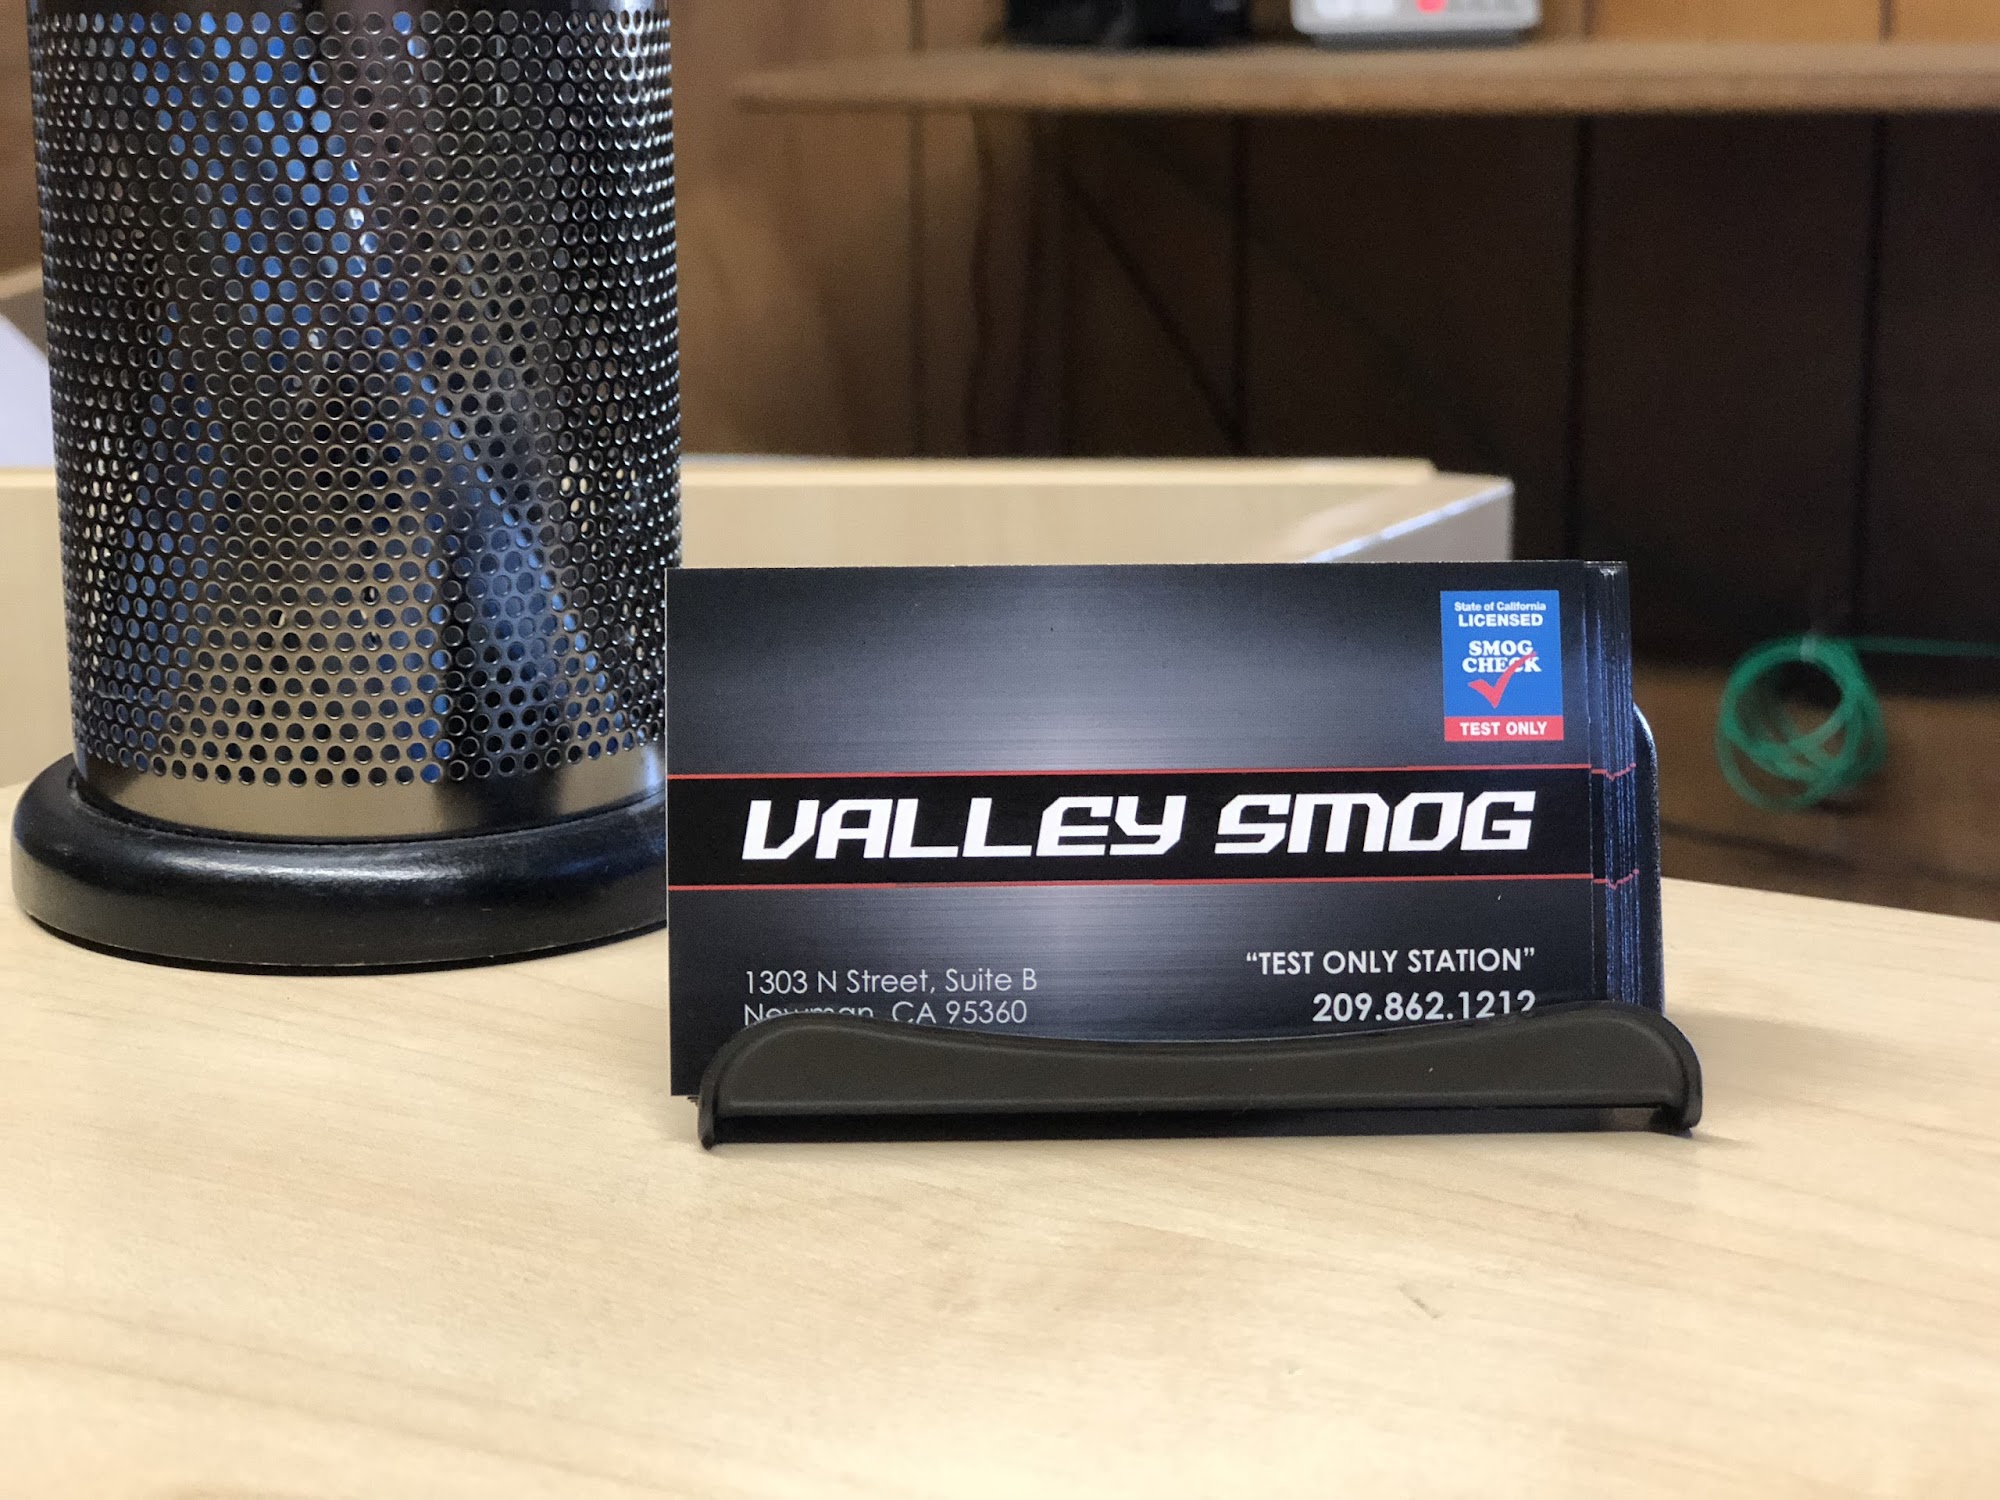 State of California
LICENSED
SMOG
CHECK
TEST ONLY
VALLEY SMOG
1303 N Street, Suite B
Newman, CA 95360
"TEST ONLY STATION"
209.862.1212